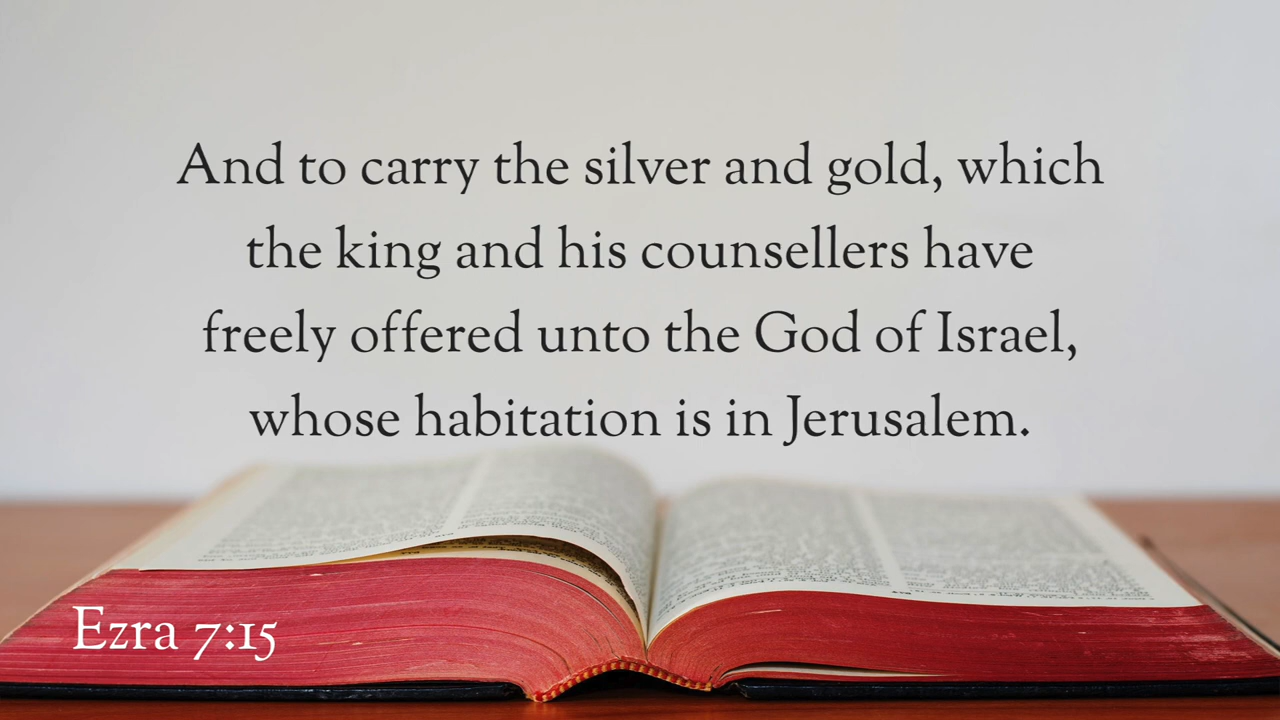 And to carry the silver and gold, which
the king and his counsellers have
freely offered unto the God of Israel,
whose habitation is in Jerusalem.
Ezra 7:15